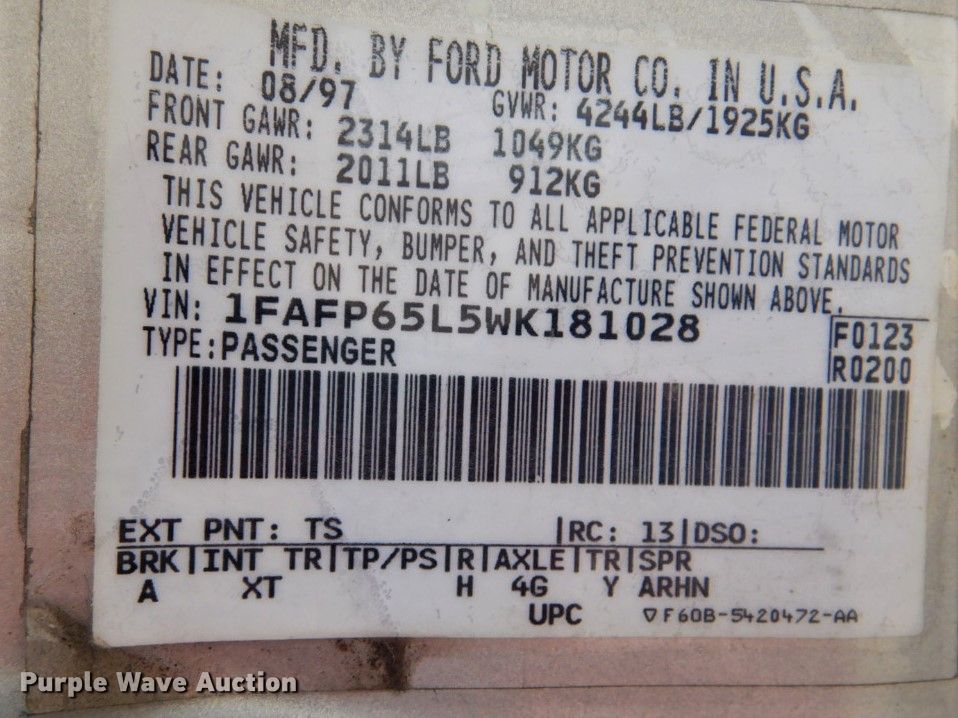 MFD. BY FORD MOTOR CO. IN U.S.A.
DATE: 08/97 GVWR: 4244LB/1925KG
FRONT GAWR: 2314LB 1049KG
REAR GAWR: 2011LB 912KG
THIS VEHICLE CONFORMS TO ALL APPLICABLE FEDERAL MOTOR
VEHICLE SAFETY, BUMPER, AND THEFT PREVENTION STANDARDS
IN EFFECT ON THE DATE OF MANUFACTURE SHOWN ABOVE.
VIN: 1FAFP65L5WK181028
F0123
TYPE: PASSENGER
R0200
EXT PNT: TS |RC: 13|DSO:
BRK|INT TR|TP/PS|R|AXLE|TR|SPR
A XT H 4G Y ARHN
UPC ▽F60B-5420472-AA
Purple Wave Auction